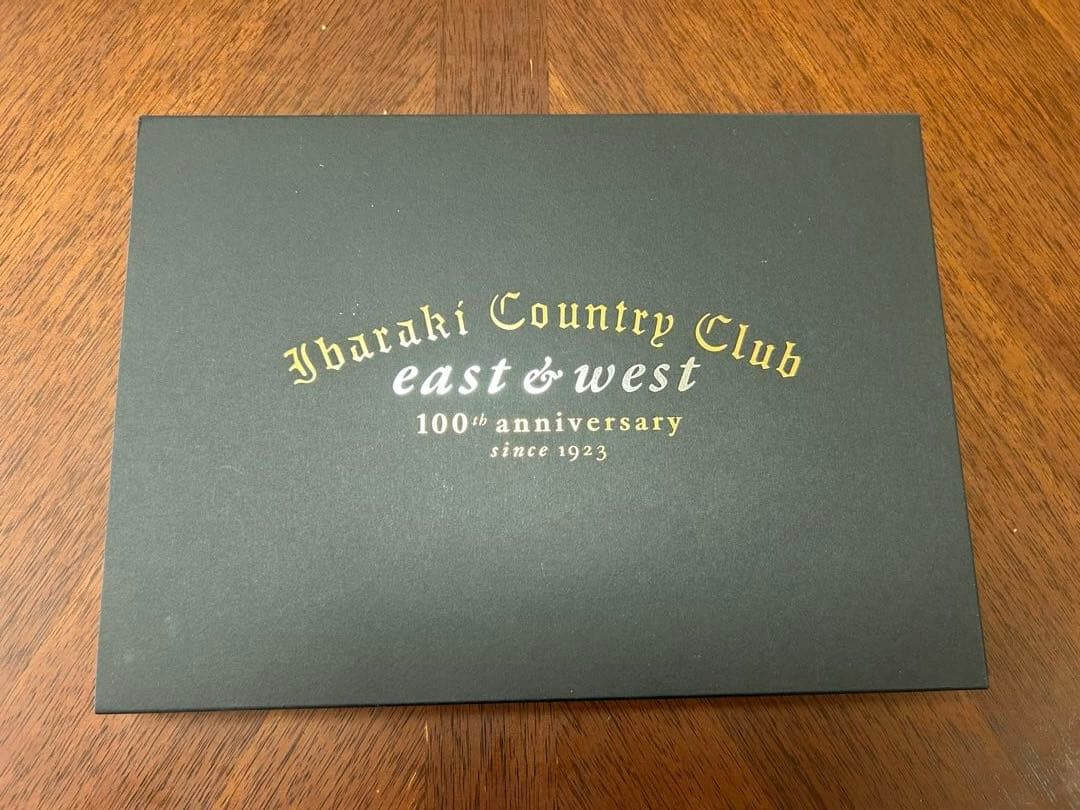 Ibaraki Country Club
east & west
100th anniversary
since 1923